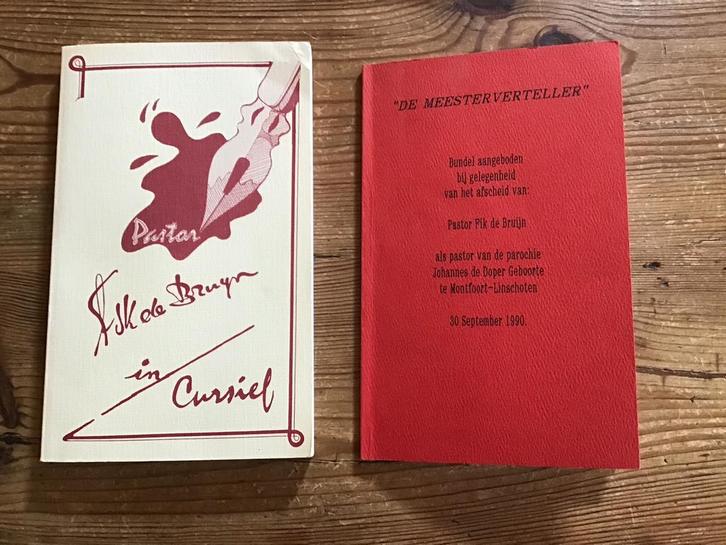 Pastor
Fik de Bruyn
in
Cursief
"DE MEESTERVERTELLER"
Bundel aangeboden
bij gelegenheid
van het afscheid van:
Pastor Fik de Bruijn
als pastor van de parochie
Johannes de Doper Geboorte
te Montfoort-Linschoten
30 September 1990.